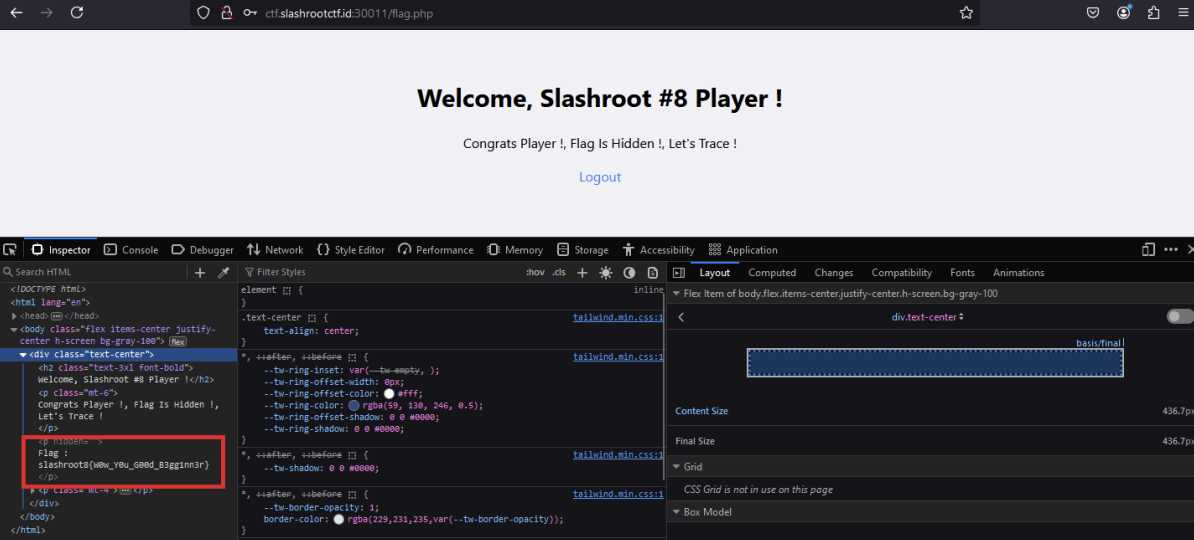 ctf.slashrootctf.id:30011/flag.php
Welcome, Slashroot #8 Player !
Congrats Player !, Flag Is Hidden !, Let's Trace !
Logout
Inspector Console Debugger Network Style Editor Performance Memory Storage Accessibility Application
Search HTML
<!DOCTYPE html>
<html lang="en">
<head> ••• </head>
<body class="flex items-center justify-
center h-screen bg-gray-100"> flex
<div class="text-center">
<h2 class="text-3xl font-bold">
Welcome, Slashroot #8 Player !</h2>
<p class="mt-6">
Congrats Player !, Flag Is Hidden !,
Let's Trace !
</p>
<p hidden="">
Flag :
slashroot8{W0w_Y0u_G00d_B3gg1nn3r}
</p>
<p class="mt-4"> ••• </p>
</div>
</body>
</html>
Filter Styles :hov .cls
element { inline
}
.text-center { tailwind.min.css:1
text-align: center;
}
*, ::after, ::before { tailwind.min.css:1
--tw-ring-inset: var(--tw-empty, );
--tw-ring-offset-width: 0px;
--tw-ring-offset-color: #fff;
--tw-ring-color: rgba(59, 130, 246, 0.5);
--tw-ring-offset-shadow: 0 0 #0000;
--tw-ring-shadow: 0 0 #0000;
}
*, ::after, ::before { tailwind.min.css:1
--tw-shadow: 0 0 #0000;
}
*, ::after, ::before { tailwind.min.css:1
--tw-border-opacity: 1;
border-color: rgba(229,231,235,var(--tw-border-opacity));
}
Layout Computed Changes Compatibility Fonts Animations
Flex Item of body.flex.items-center.justify-center.h-screen.bg-gray-100
div.text-center
basis/final
Content Size 436.7px
Final Size 436.7px
Grid
CSS Grid is not in use on this page
Box Model